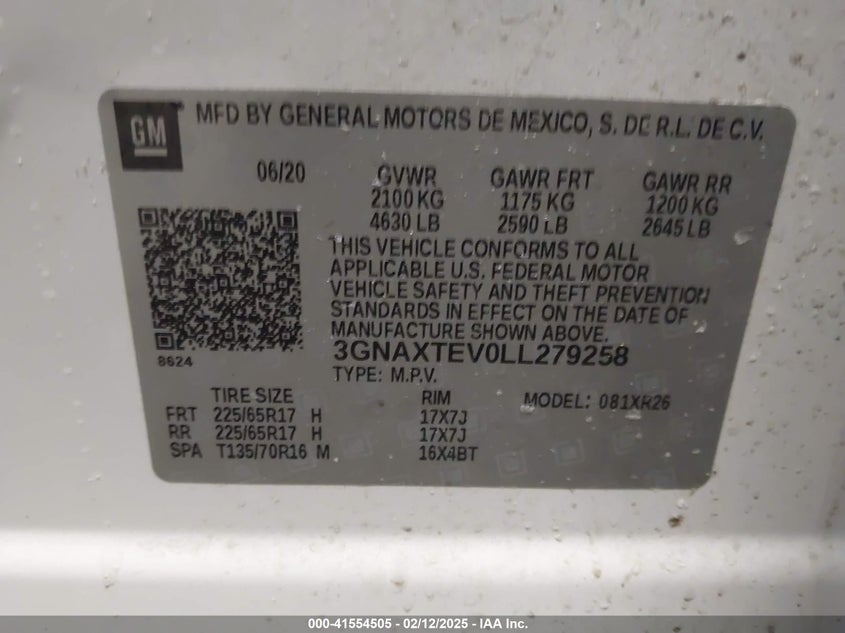 GM
MFD BY GENERAL MOTORS DE MEXICO, S. DE R.L. DE C.V.
06/20 GVWR GAWR FRT GAWR RR
2100 KG 1175 KG 1200 KG
4630 LB 2590 LB 2645 LB
THIS VEHICLE CONFORMS TO ALL
APPLICABLE U.S. FEDERAL MOTOR
VEHICLE SAFETY AND THEFT PREVENTION
STANDARDS IN EFFECT ON THE DATE OF
MANUFACTURE SHOWN ABOVE.
8624
3GNAXTEV0LL279258
TYPE: M.P.V.
TIRE SIZE RIM MODEL: 081XR26
FRT 225/65R17 H 17X7J
RR 225/65R17 H 17X7J
SPA T135/70R16 M 16X4BT
000-41554505 - 02/12/2025 - IAA Inc.